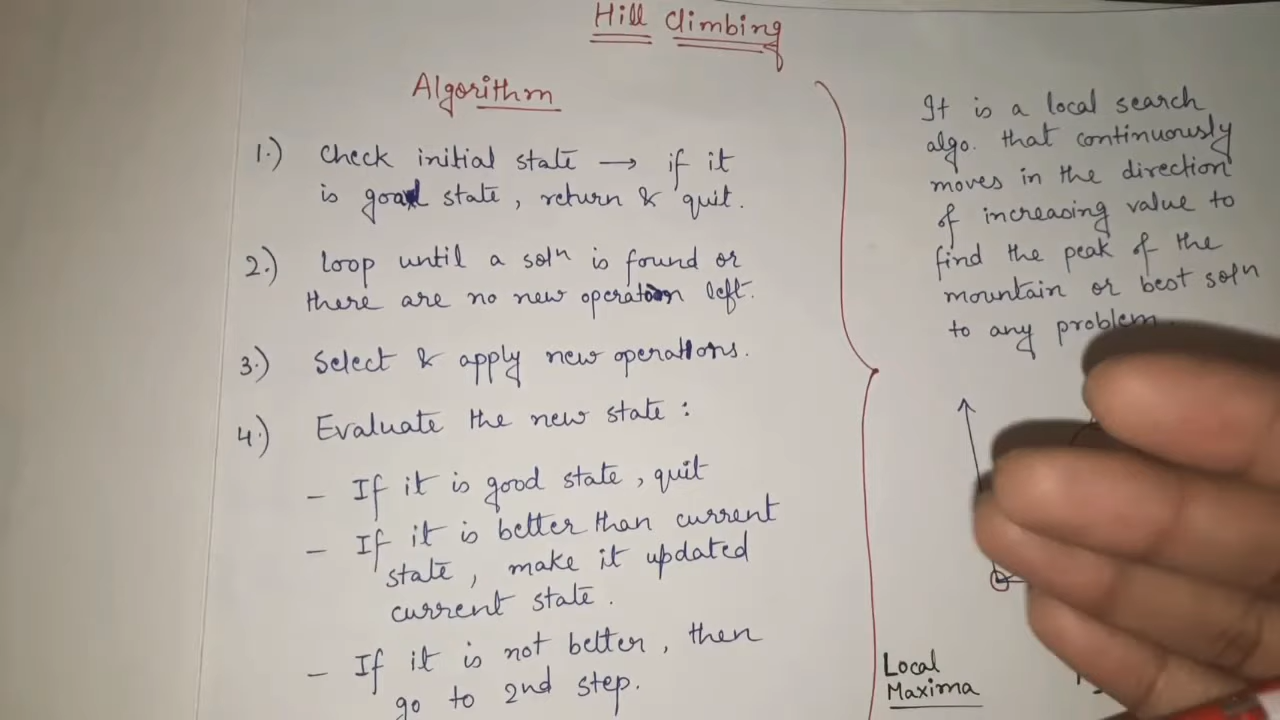 Hill Climbing
Algorithm
1.) Check initial state → if it
is goal state, return & quit.
2.) Loop until a solⁿ is found or
there are no new operation left.
3.) Select & apply new operations.
4.) Evaluate the new state :
- If it is good state, quit
- If it is better than current
state, make it updated
current state.
- If it is not better, then
go to 2nd step.
It is a local search
algo. that continuously
moves in the direction
of increasing value to
find the peak of the
mountain or best solⁿ
to any problem.
Local
Maxima